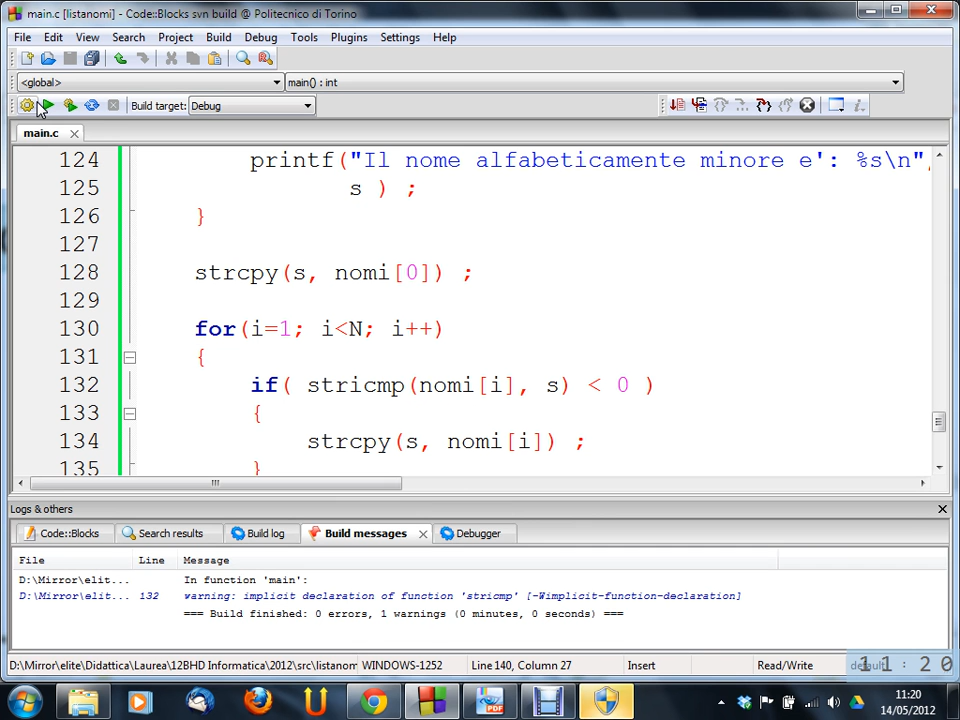 main.c [listanomi] - Code::Blocks svn build @ Politecnico di Torino
File Edit View Search Project Build Debug Tools Plugins Settings Help
<global> main() : int
Build target: Debug
main.c
124 printf("Il nome alfabeticamente minore e': %s\n",
125 s ) ;
126 }
127
128 strcpy(s, nomi[0]) ;
129
130 for(i=1; i<N; i++)
131 {
132 if( stricmp(nomi[i], s) < 0 )
133 {
134 strcpy(s, nomi[i]) ;
135 }
Logs & others
Code::Blocks Search results Build log Build messages Debugger
File Line Message
D:\Mirror\elit... In function 'main':
D:\Mirror\elit... 132 warning: implicit declaration of function 'stricmp' [-Wimplicit-function-declaration]
=== Build finished: 0 errors, 1 warnings (0 minutes, 0 seconds) ===
D:\Mirror\elite\Didattica\Laurea\12BHD Informatica\2012\src\listanom WINDOWS-1252 Line 140, Column 27 Insert Read/Write default
11:20
PDF
11:20
14/05/2012